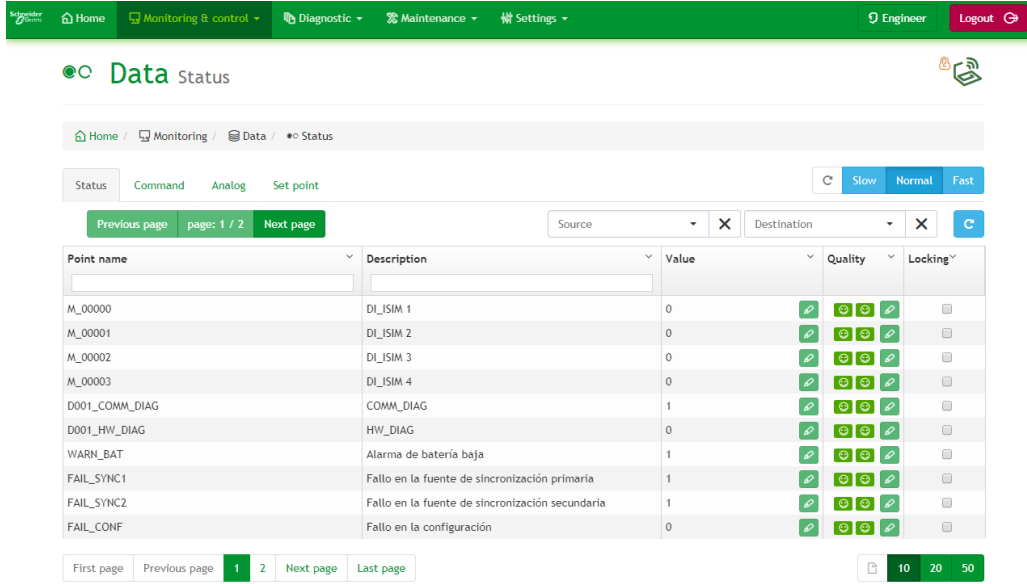 Schneider Electric Home Monitoring & control Diagnostic Maintenance Settings Engineer Logout
Data Status
Home / Monitoring / Data / Status
Status Command Analog Set point Slow Normal Fast
Previous page page: 1 / 2 Next page Source Destination
Point name Description Value Quality Locking
M_00000 DI_ISIM 1 0
M_00001 DI_ISIM 2 0
M_00002 DI_ISIM 3 0
M_00003 DI_ISIM 4 0
D001_COMM_DIAG COMM_DIAG 1
D001_HW_DIAG HW_DIAG 0
WARN_BAT Alarma de batería baja 1
FAIL_SYNC1 Fallo en la fuente de sincronización primaria 1
FAIL_SYNC2 Fallo en la fuente de sincronización secundaria 1
FAIL_CONF Fallo en la configuración 0
First page Previous page 1 2 Next page Last page 10 20 50